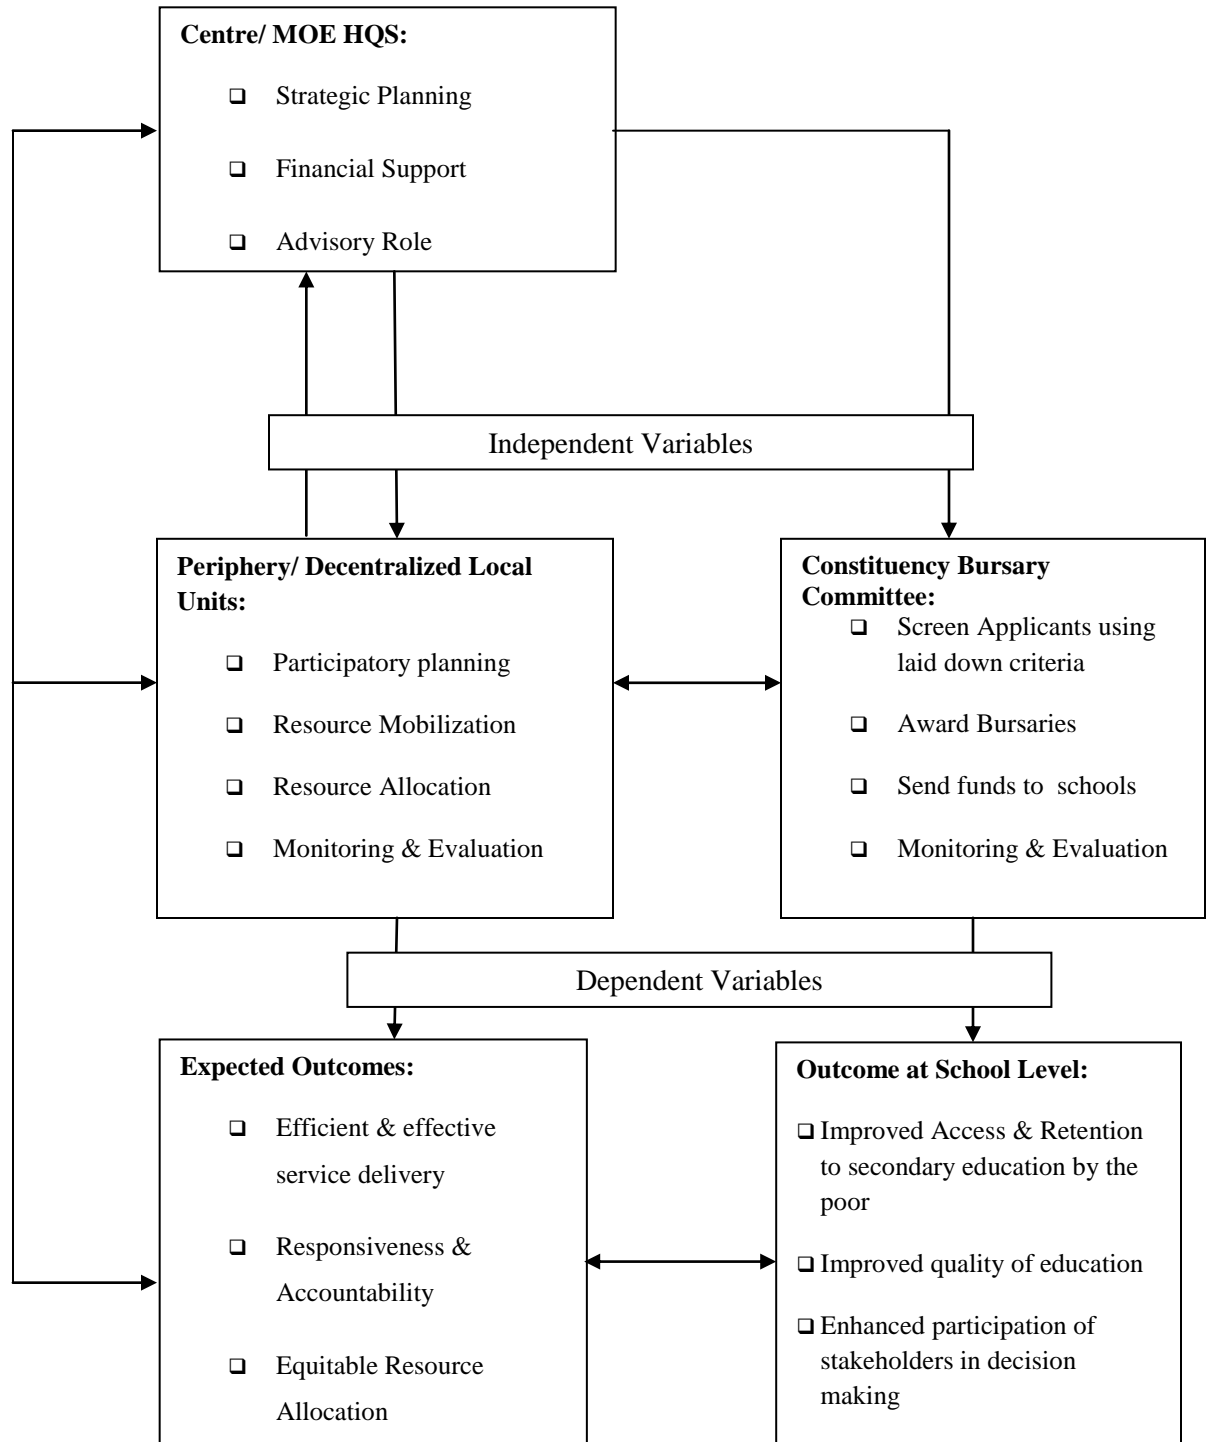 Centre/ MOE HQS:
❑ Strategic Planning
❑ Financial Support
❑ Advisory Role
Independent Variables
Periphery/ Decentralized Local
Units:
❑ Participatory planning
❑ Resource Mobilization
❑ Resource Allocation
❑ Monitoring & Evaluation
Constituency Bursary
Committee:
❑ Screen Applicants using
laid down criteria
❑ Award Bursaries
❑ Send funds to schools
❑ Monitoring & Evaluation
Dependent Variables
Expected Outcomes:
❑ Efficient & effective
service delivery
❑ Responsiveness &
Accountability
❑ Equitable Resource
Allocation
Outcome at School Level:
❑ Improved Access & Retention
to secondary education by the
poor
❑ Improved quality of education
❑ Enhanced participation of
stakeholders in decision
making